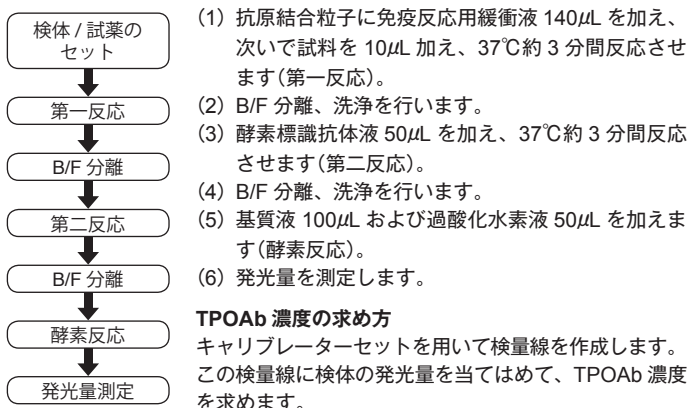 検体 / 試薬の
セット
第一反応
B/F 分離
第二反応
B/F 分離
酵素反応
発光量測定
(1) 抗原結合粒子に免疫反応用緩衝液 140μL を加え、
次いで試料を 10μL 加え、37℃約 3 分間反応させ
ます(第一反応)。
(2) B/F 分離、洗浄を行います。
(3) 酵素標識抗体液 50μL を加え、37℃約 3 分間反応
させます(第二反応)。
(4) B/F 分離、洗浄を行います。
(5) 基質液 100μL および過酸化水素液 50μL を加えま
す(酵素反応)。
(6) 発光量を測定します。
TPOAb 濃度の求め方
キャリブレーターセットを用いて検量線を作成します。
この検量線に検体の発光量を当てはめて、TPOAb 濃度
を求めます。